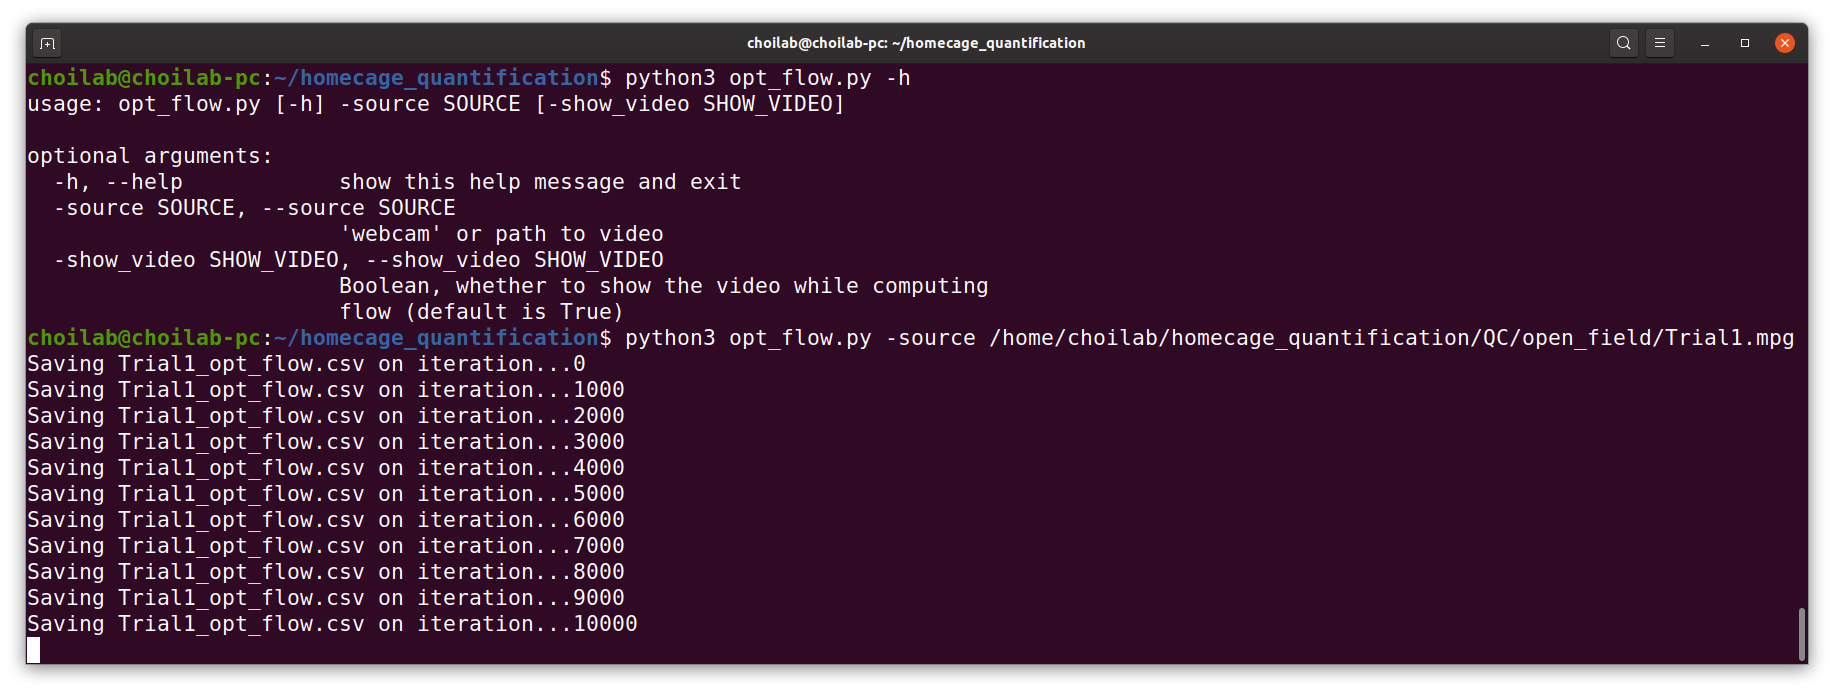 choilab@choilab-pc: ~/homecage_quantification
choilab@choilab-pc:~/homecage_quantification$ python3 opt_flow.py -h
usage: opt_flow.py [-h] -source SOURCE [-show_video SHOW_VIDEO]
optional arguments:
  -h, --help            show this help message and exit
  -source SOURCE, --source SOURCE
                        'webcam' or path to video
  -show_video SHOW_VIDEO, --show_video SHOW_VIDEO
                        Boolean, whether to show the video while computing
                        flow (default is True)
choilab@choilab-pc:~/homecage_quantification$ python3 opt_flow.py -source /home/choilab/homecage_quantification/QC/open_field/Trial1.mpg
Saving Trial1_opt_flow.csv on iteration...0
Saving Trial1_opt_flow.csv on iteration...1000
Saving Trial1_opt_flow.csv on iteration...2000
Saving Trial1_opt_flow.csv on iteration...3000
Saving Trial1_opt_flow.csv on iteration...4000
Saving Trial1_opt_flow.csv on iteration...5000
Saving Trial1_opt_flow.csv on iteration...6000
Saving Trial1_opt_flow.csv on iteration...7000
Saving Trial1_opt_flow.csv on iteration...8000
Saving Trial1_opt_flow.csv on iteration...9000
Saving Trial1_opt_flow.csv on iteration...10000